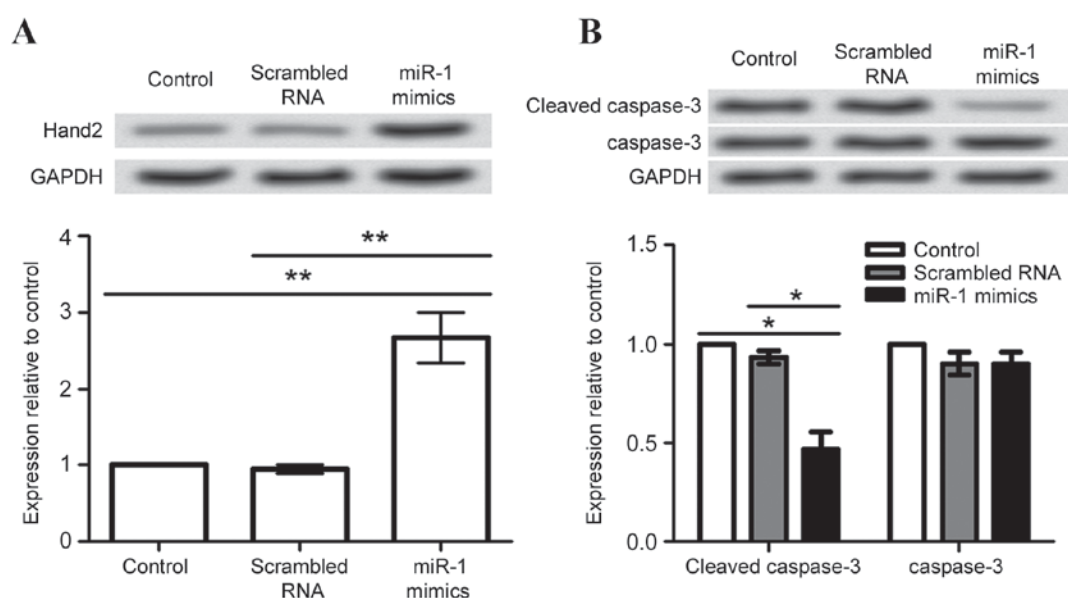 A
Control
Scrambled
RNA
miR-1
mimics
Hand2
GAPDH
Expression relative to control
4
3
2
1
0
**
**
Control
Scrambled
RNA
miR-1
mimics
B
Control
Scrambled
RNA
miR-1
mimics
Cleaved caspase-3
caspase-3
GAPDH
Expression relative to control
1.5
1.0
0.5
0.0
Control
Scrambled RNA
miR-1 mimics
*
*
Cleaved caspase-3
caspase-3